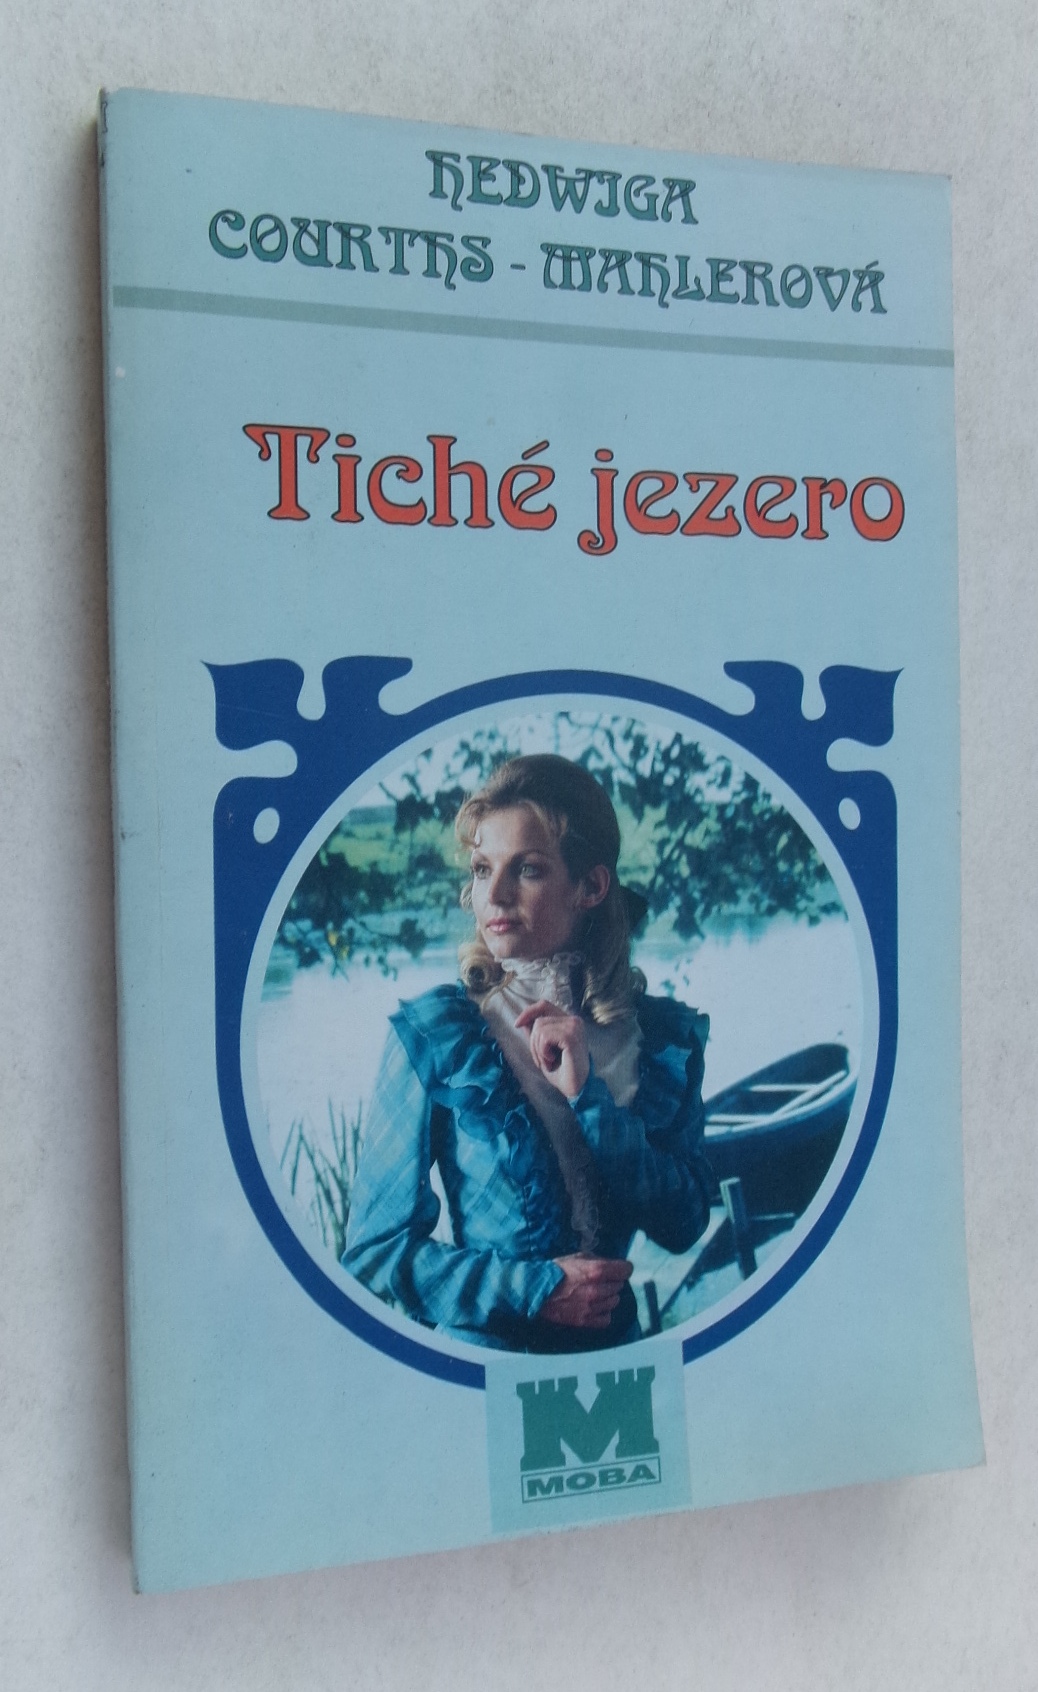 HEDWIGA
COURTHS - MAHLEROVÁ
Tiché jezero
M
MOBA